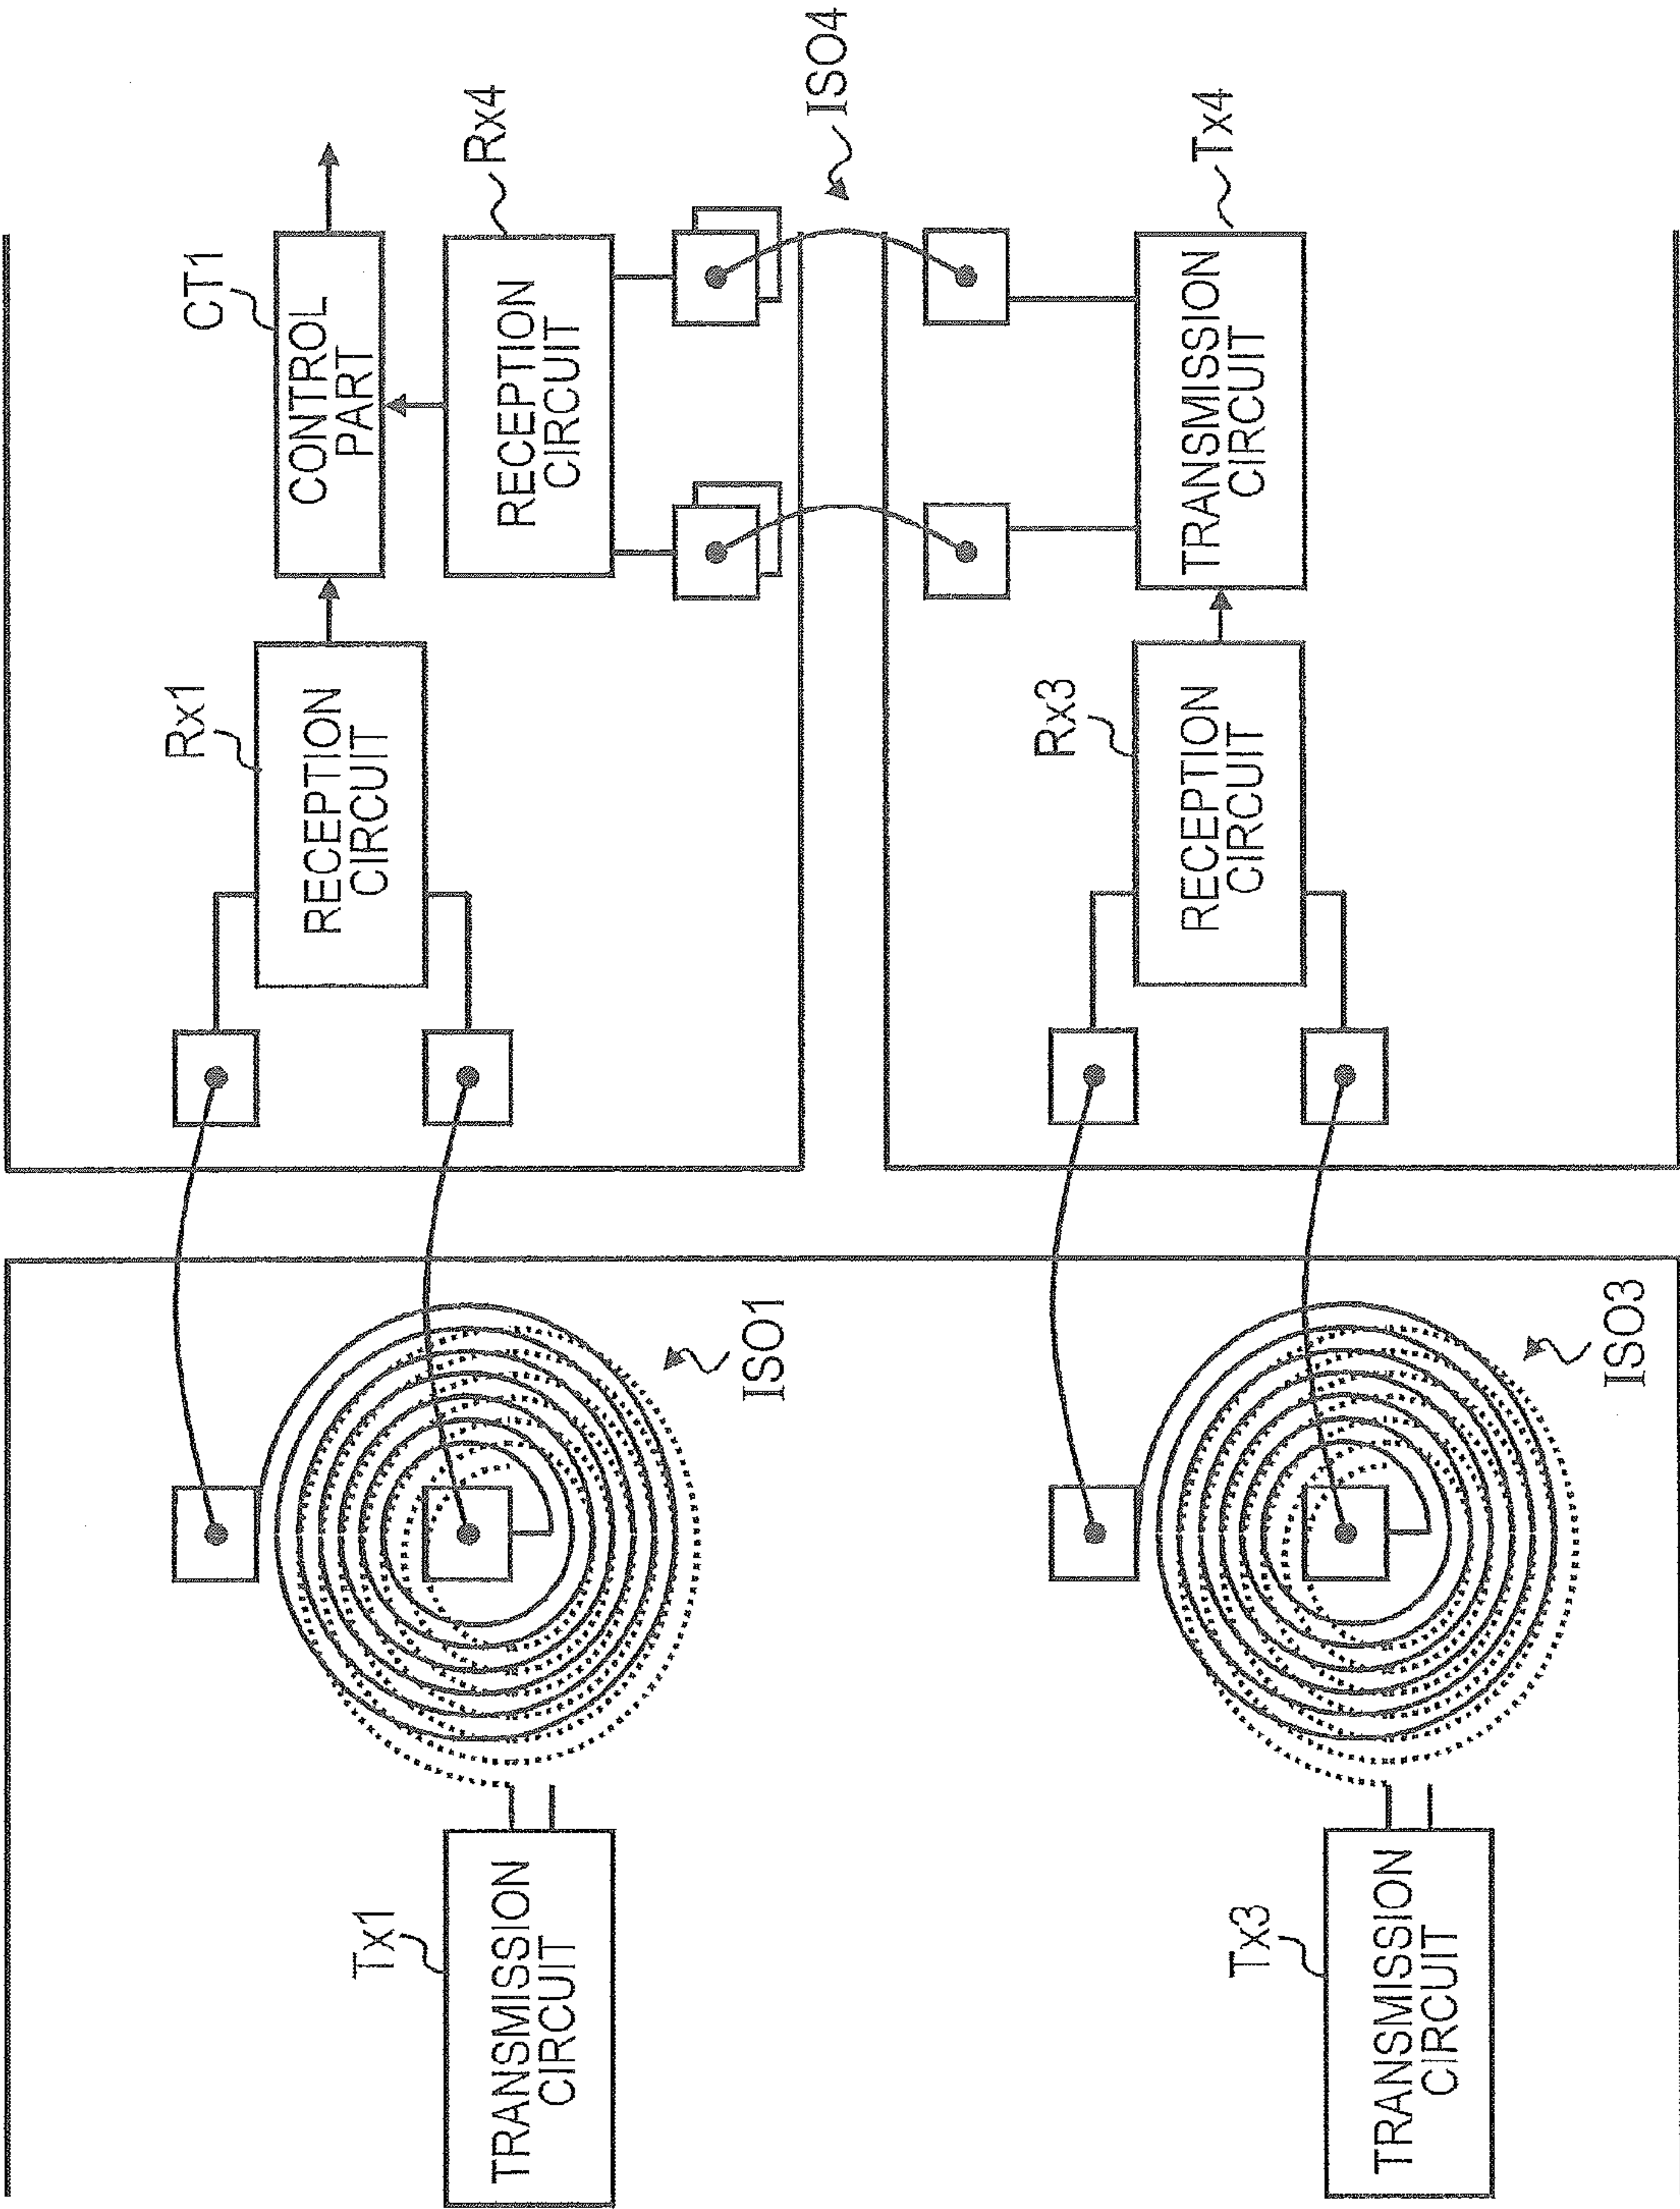 Tx1
TRANSMISSION
CIRCUIT
ISO1
Rx1
RECEPTION
CIRCUIT
CT1
CONTROL
PART
Rx4
RECEPTION
CIRCUIT
ISO4
Tx3
TRANSMISSION
CIRCUIT
ISO3
Rx3
RECEPTION
CIRCUIT
Tx4
TRANSMISSION
CIRCUIT